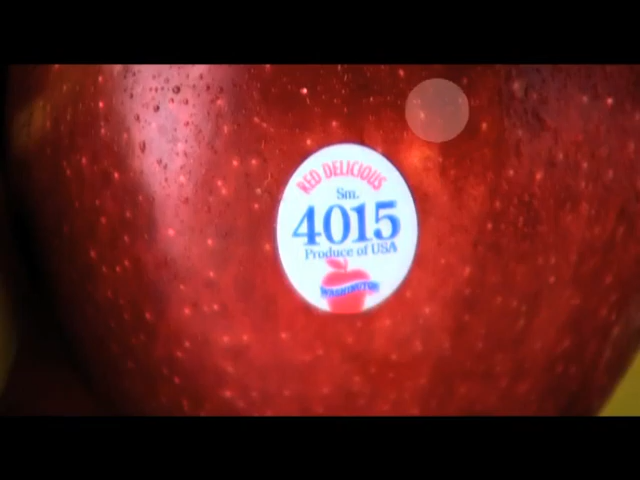 RED DELICIOUS
Sm.
4015
Produce of USA
WASHINGTON